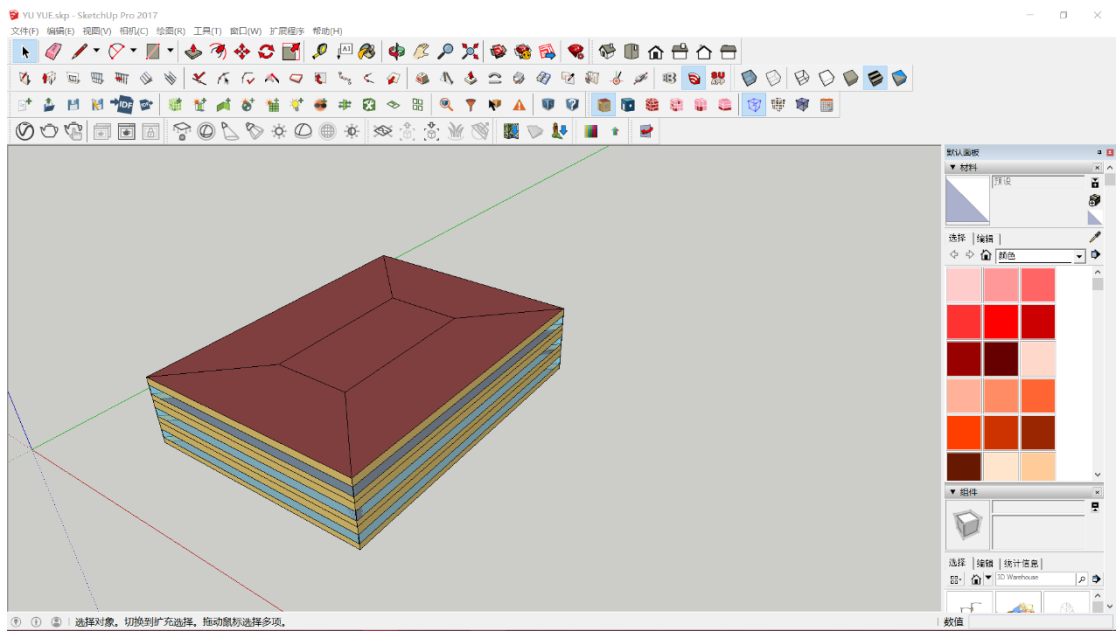 YU YUE.skp - SketchUp Pro 2017
文件(F) 编辑(E) 视图(V) 相机(C) 绘图(R) 工具(T) 窗口(W) 扩展程序 帮助(H)
A1
SU
IDF
默认面板
▼ 材料
预设
选择 编辑
颜色
▼ 组件
选择 编辑 统计信息
3D Warehouse
选择对象。切换到扩充选择。拖动鼠标选择多项。
数值